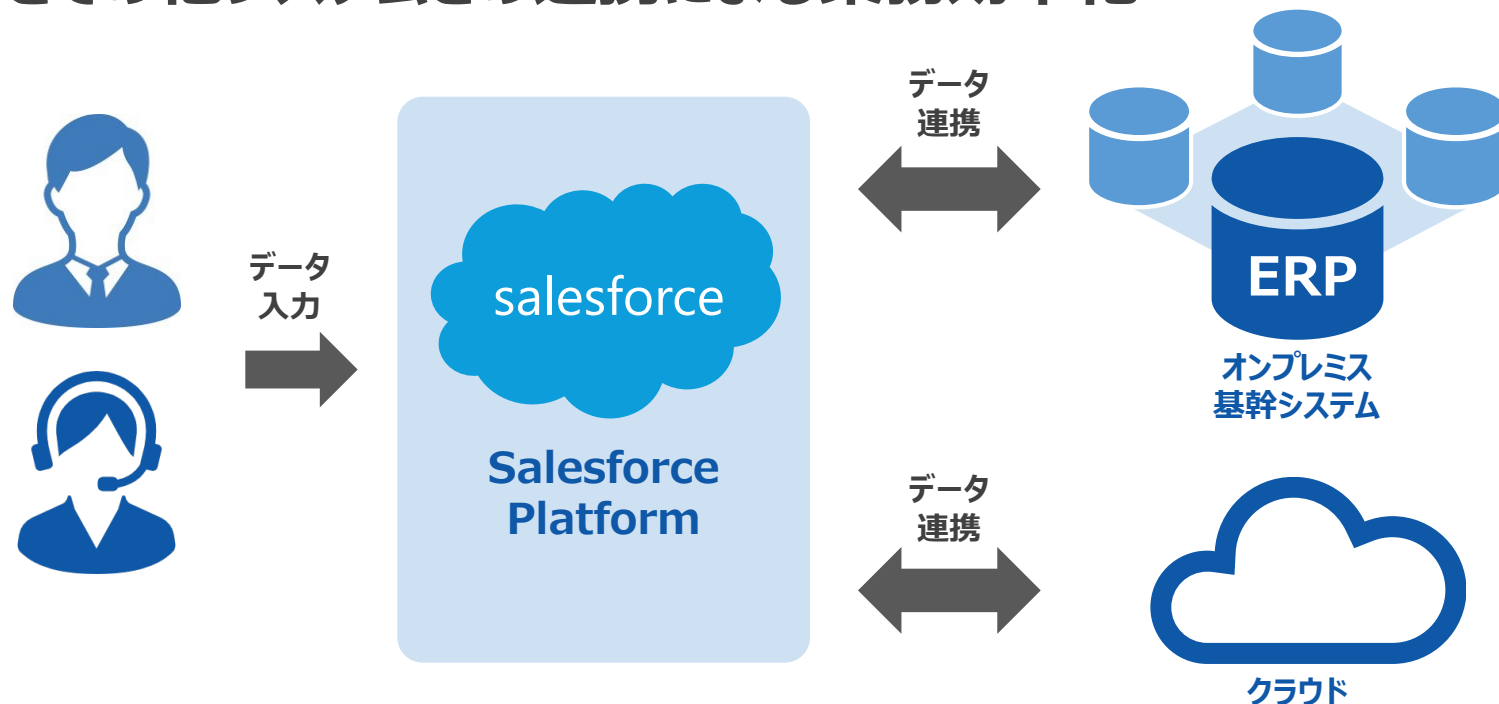 データ
連携
データ
入力
salesforce
Salesforce
Platform
ERP
オンプレミス
基幹システム
データ
連携
クラウド